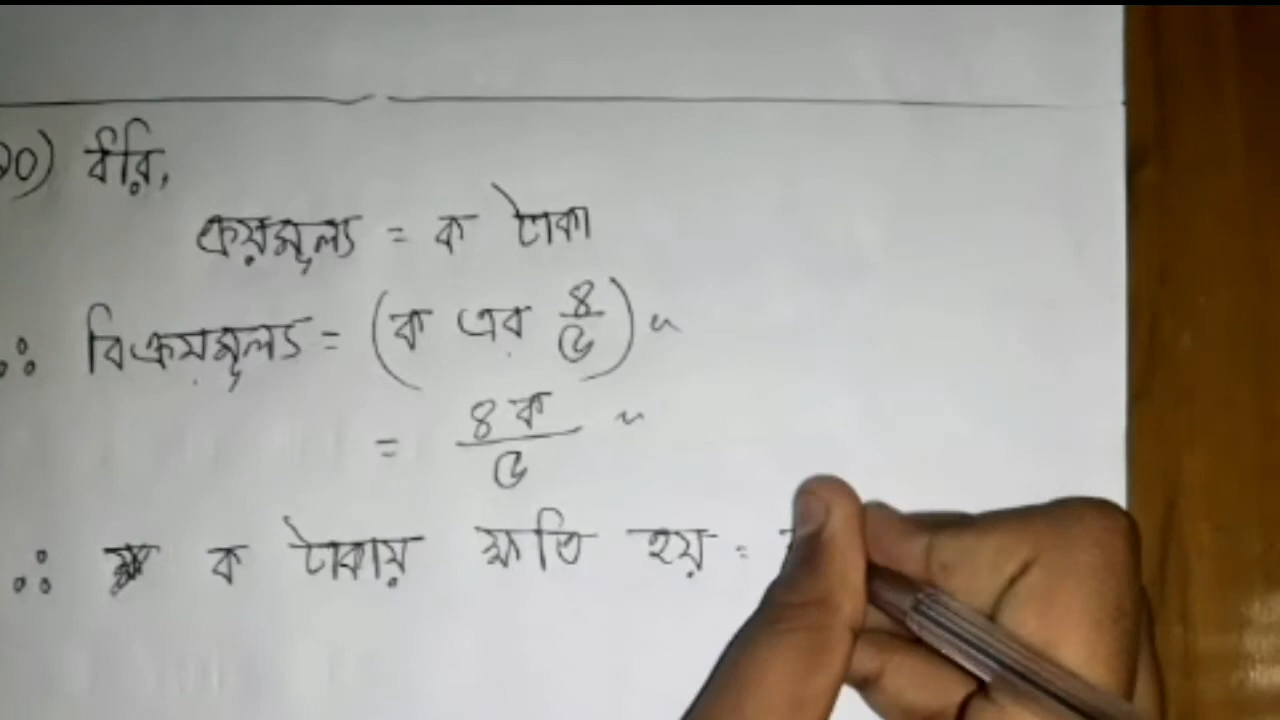 ১০) ধরি,
ক্রয়মূল্য = ক টাকা
∴ বিক্রয়মূল্য = (ক এর ৪/৫) "
= ৪ক/৫ "
∴ ক টাকায় ক্ষতি হয় =